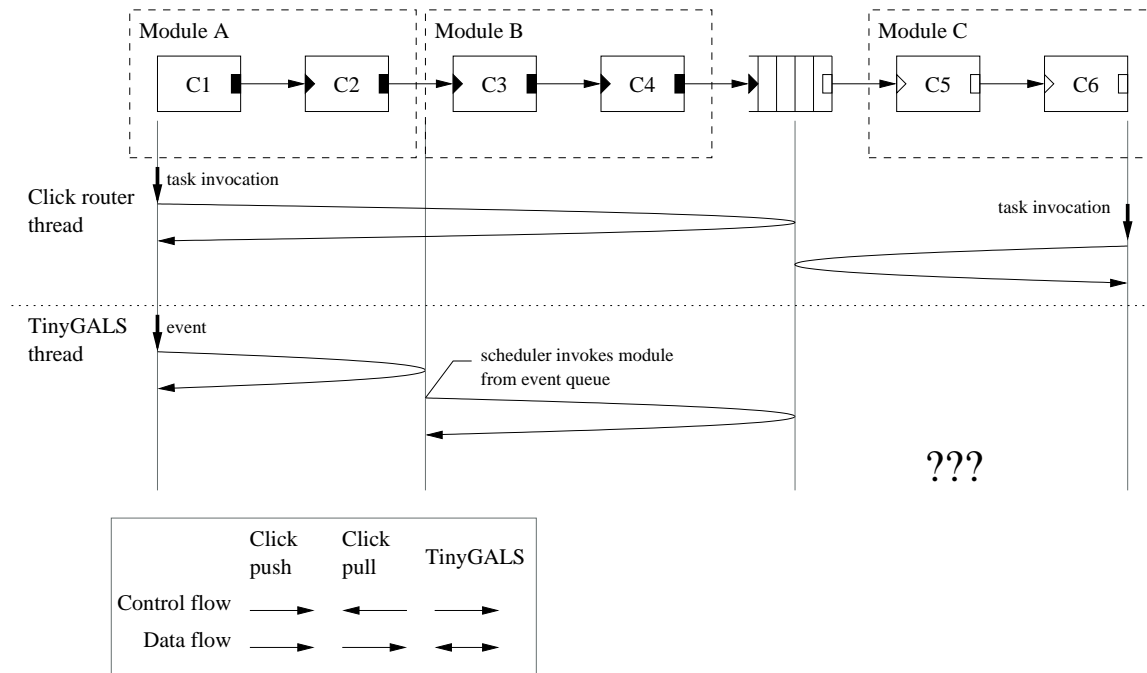 Module A
Module B
Module C
C1
C2
C3
C4
C5
C6
task invocation
Click router
thread
task invocation
TinyGALS
thread
event
scheduler invokes module
from event queue
???
Click
push
Click
pull
TinyGALS
Control flow
Data flow